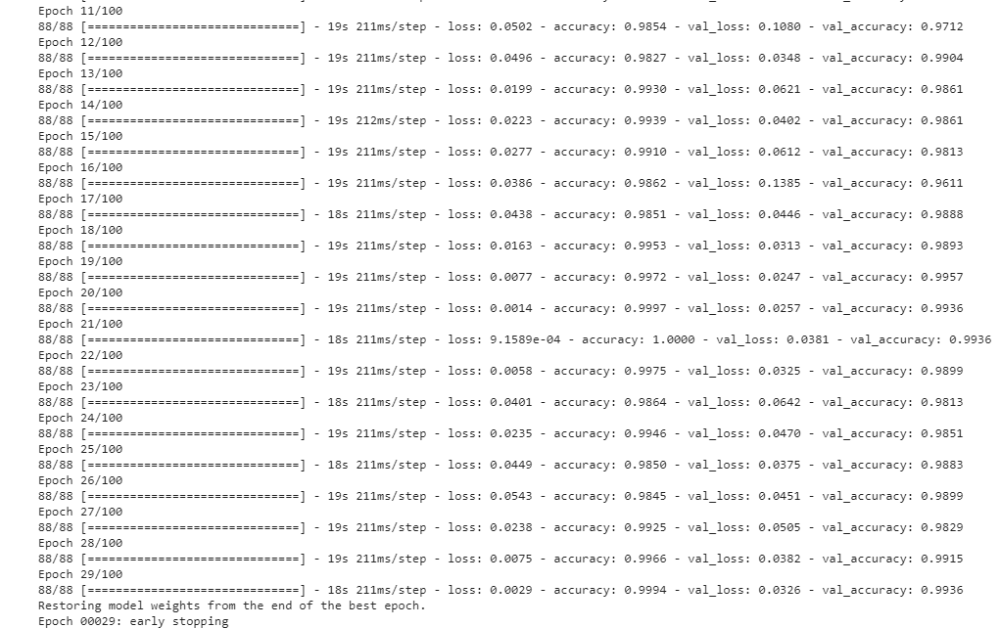 Epoch 11/100
88/88 [==============================] - 19s 211ms/step - loss: 0.0502 - accuracy: 0.9854 - val_loss: 0.1080 - val_accuracy: 0.9712
Epoch 12/100
88/88 [==============================] - 19s 211ms/step - loss: 0.0496 - accuracy: 0.9827 - val_loss: 0.0348 - val_accuracy: 0.9904
Epoch 13/100
88/88 [==============================] - 19s 211ms/step - loss: 0.0199 - accuracy: 0.9930 - val_loss: 0.0621 - val_accuracy: 0.9861
Epoch 14/100
88/88 [==============================] - 19s 212ms/step - loss: 0.0223 - accuracy: 0.9939 - val_loss: 0.0402 - val_accuracy: 0.9861
Epoch 15/100
88/88 [==============================] - 19s 211ms/step - loss: 0.0277 - accuracy: 0.9910 - val_loss: 0.0612 - val_accuracy: 0.9813
Epoch 16/100
88/88 [==============================] - 19s 211ms/step - loss: 0.0386 - accuracy: 0.9862 - val_loss: 0.1385 - val_accuracy: 0.9611
Epoch 17/100
88/88 [==============================] - 18s 211ms/step - loss: 0.0438 - accuracy: 0.9851 - val_loss: 0.0446 - val_accuracy: 0.9888
Epoch 18/100
88/88 [==============================] - 19s 211ms/step - loss: 0.0163 - accuracy: 0.9953 - val_loss: 0.0313 - val_accuracy: 0.9893
Epoch 19/100
88/88 [==============================] - 19s 211ms/step - loss: 0.0077 - accuracy: 0.9972 - val_loss: 0.0247 - val_accuracy: 0.9957
Epoch 20/100
88/88 [==============================] - 19s 211ms/step - loss: 0.0014 - accuracy: 0.9997 - val_loss: 0.0257 - val_accuracy: 0.9936
Epoch 21/100
88/88 [==============================] - 18s 211ms/step - loss: 9.1589e-04 - accuracy: 1.0000 - val_loss: 0.0381 - val_accuracy: 0.9936
Epoch 22/100
88/88 [==============================] - 19s 211ms/step - loss: 0.0058 - accuracy: 0.9975 - val_loss: 0.0325 - val_accuracy: 0.9899
Epoch 23/100
88/88 [==============================] - 18s 211ms/step - loss: 0.0401 - accuracy: 0.9864 - val_loss: 0.0642 - val_accuracy: 0.9813
Epoch 24/100
88/88 [==============================] - 19s 211ms/step - loss: 0.0235 - accuracy: 0.9946 - val_loss: 0.0470 - val_accuracy: 0.9851
Epoch 25/100
88/88 [==============================] - 18s 211ms/step - loss: 0.0449 - accuracy: 0.9850 - val_loss: 0.0375 - val_accuracy: 0.9883
Epoch 26/100
88/88 [==============================] - 19s 211ms/step - loss: 0.0543 - accuracy: 0.9845 - val_loss: 0.0451 - val_accuracy: 0.9899
Epoch 27/100
88/88 [==============================] - 19s 211ms/step - loss: 0.0238 - accuracy: 0.9925 - val_loss: 0.0505 - val_accuracy: 0.9829
Epoch 28/100
88/88 [==============================] - 19s 211ms/step - loss: 0.0075 - accuracy: 0.9966 - val_loss: 0.0382 - val_accuracy: 0.9915
Epoch 29/100
88/88 [==============================] - 18s 211ms/step - loss: 0.0029 - accuracy: 0.9994 - val_loss: 0.0326 - val_accuracy: 0.9936
Restoring model weights from the end of the best epoch.
Epoch 00029: early stopping